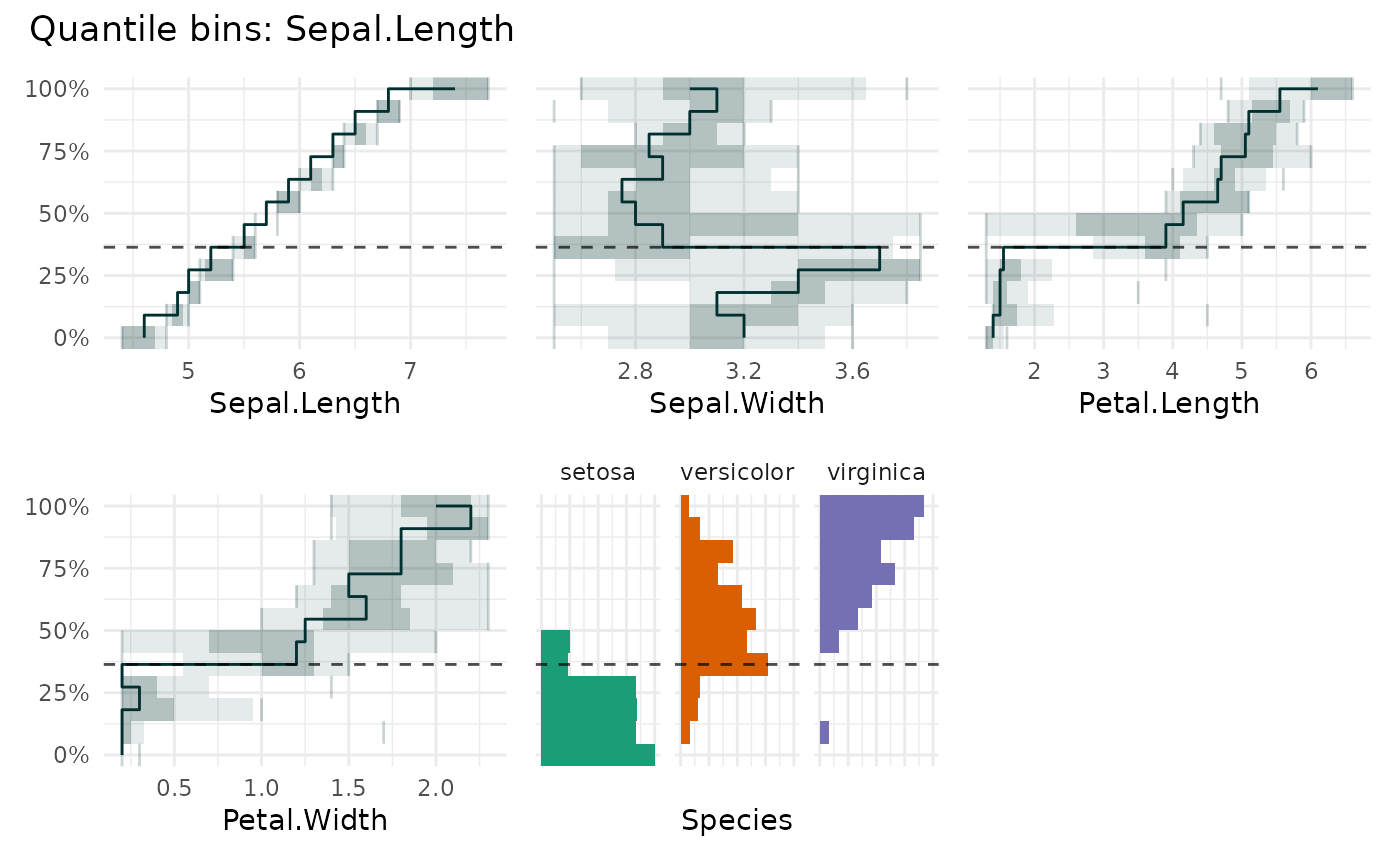 Quantile bins: Sepal.Length
100%
75%
50%
25%
0%
5 6 7
2.8 3.2 3.6
2 3 4 5 6
Sepal.Length Sepal.Width Petal.Length
setosa versicolor virginica
100%
75%
50%
25%
0%
0.5 1.0 1.5 2.0
Petal.Width Species